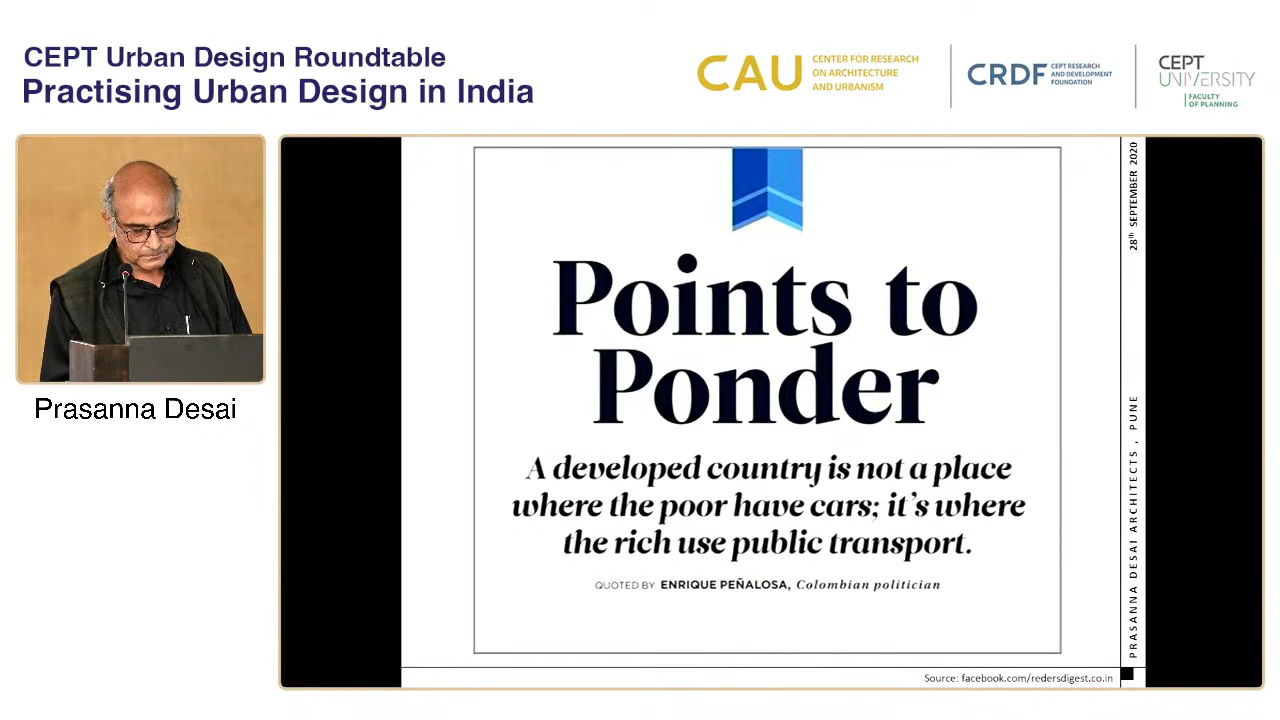 CEPT Urban Design Roundtable
Practising Urban Design in India
CAU
CENTER FOR RESEARCH
ON ARCHITECTURE
AND URBANISM
CRDF
CEPT RESEARCH
AND DEVELOPMENT
FOUNDATION
CEPT
UNIVERSITY
FACULTY
OF PLANNING
Prasanna Desai
Points to
Ponder
A developed country is not a place
where the poor have cars; it's where
the rich use public transport.
QUOTED BY ENRIQUE PEÑALOSA, Colombian politician
Source: facebook.com/redersdigest.co.in
28th SEPTEMBER 2020
PRASANNA DESAI ARCHITECTS , PUNE